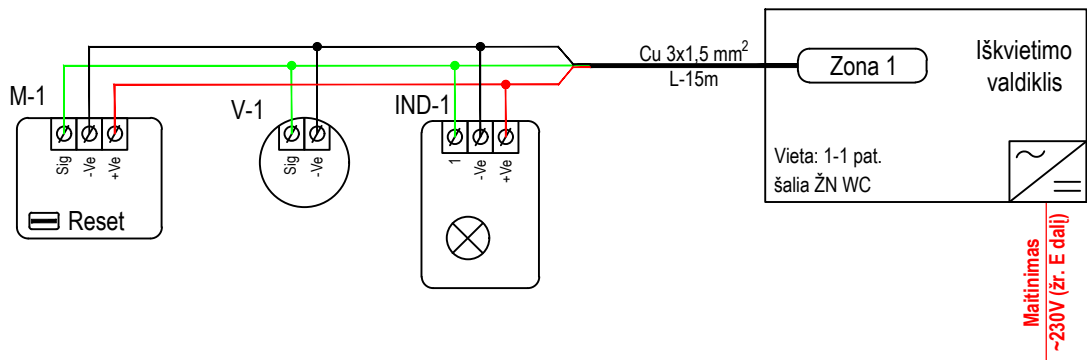 Cu 3x1,5 mm²
L-15m
Zona 1
Iškvietimo
valdiklis
Vieta: 1-1 pat.
šalia ŽN WC
M-1
Sig
-Ve
+Ve
Reset
V-1
Sig
-Ve
IND-1
1
-Ve
+Ve
Maitinimas
~230V (žr. E dalį)